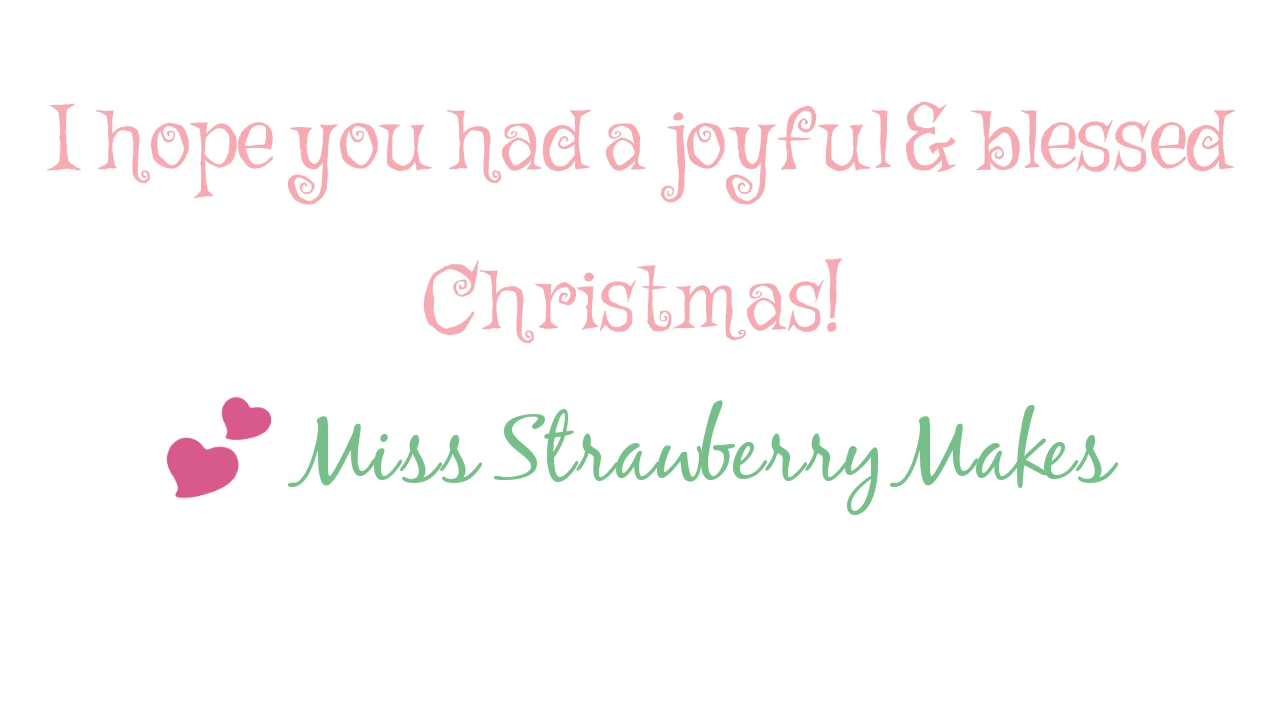 I hope you had a joyful & blessed
Christmas!
💕 Miss Strawberry Makes